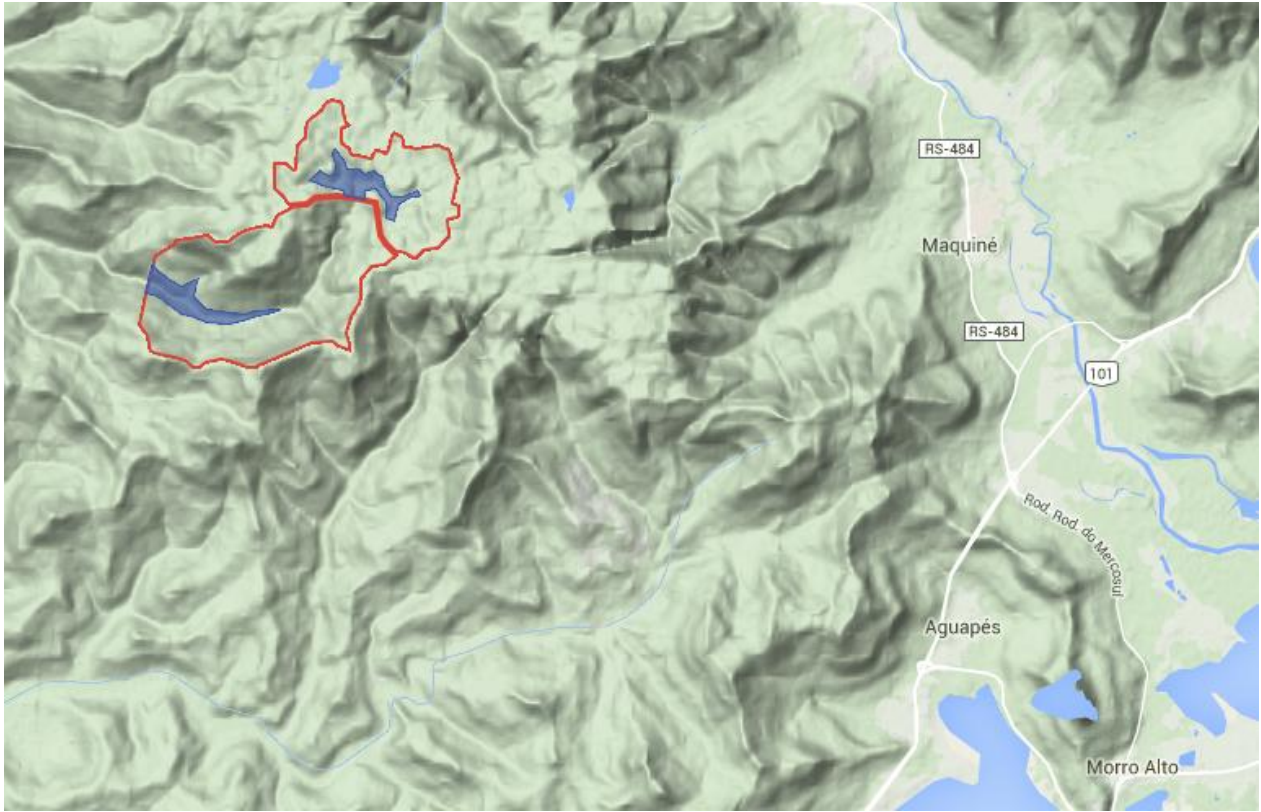 RS-484
Maquiné
RS-484
101
Rod. Rod. do Mercosul
Aguapés
Morro Alto